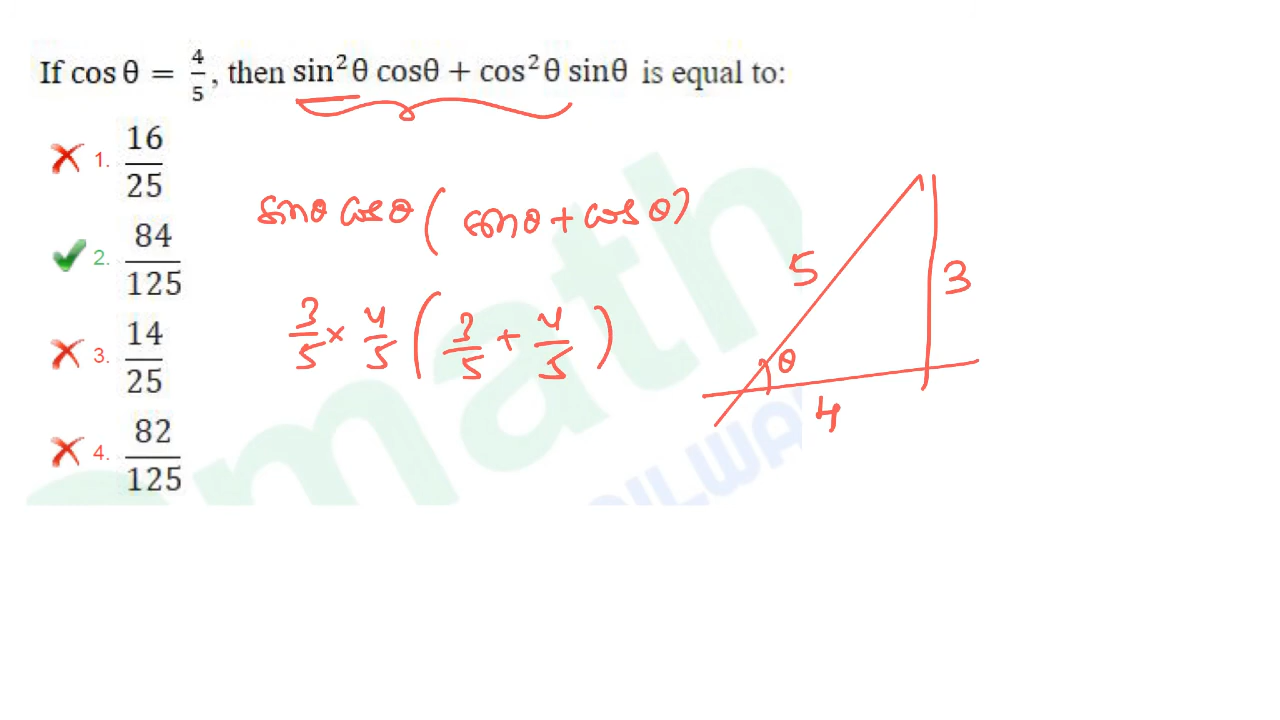 If cos θ = 4/5, then sin²θ cosθ + cos²θ sinθ is equal to:
1. 16/25
2. 84/125
3. 14/25
4. 82/125
sinθ cosθ ( sinθ + cosθ )
3/5 × 4/5 ( 3/5 + 4/5 )
5
3
θ
4
math